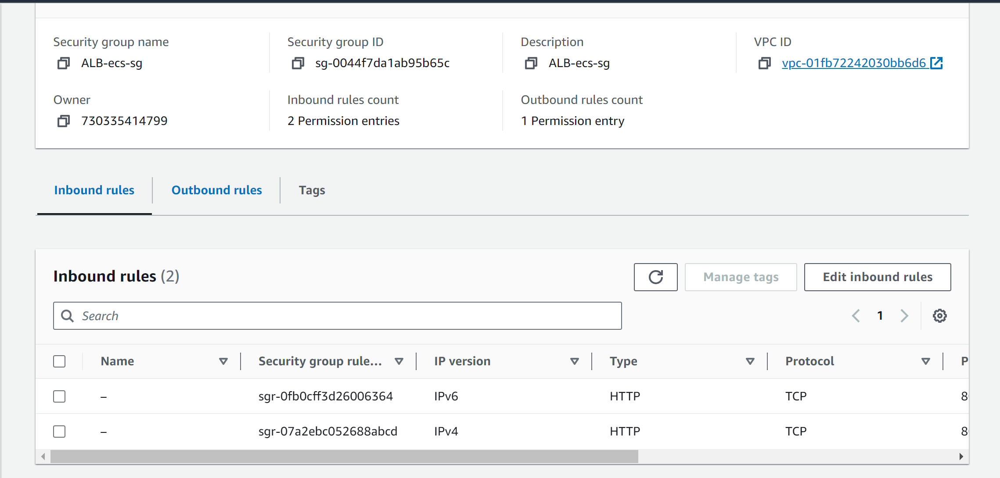 Security group name
ALB-ecs-sg
Security group ID
sg-0044f7da1ab95b65c
Description
ALB-ecs-sg
VPC ID
vpc-01fb72242030bb6d6
Owner
730335414799
Inbound rules count
2 Permission entries
Outbound rules count
1 Permission entry
Inbound rules
Outbound rules
Tags
Inbound rules (2)
Manage tags
Edit inbound rules
Search
1
Name Security group rule... IP version Type Protocol P
– sgr-0fb0cff3d26006364 IPv6 HTTP TCP 8
– sgr-07a2ebc052688abcd IPv4 HTTP TCP 8